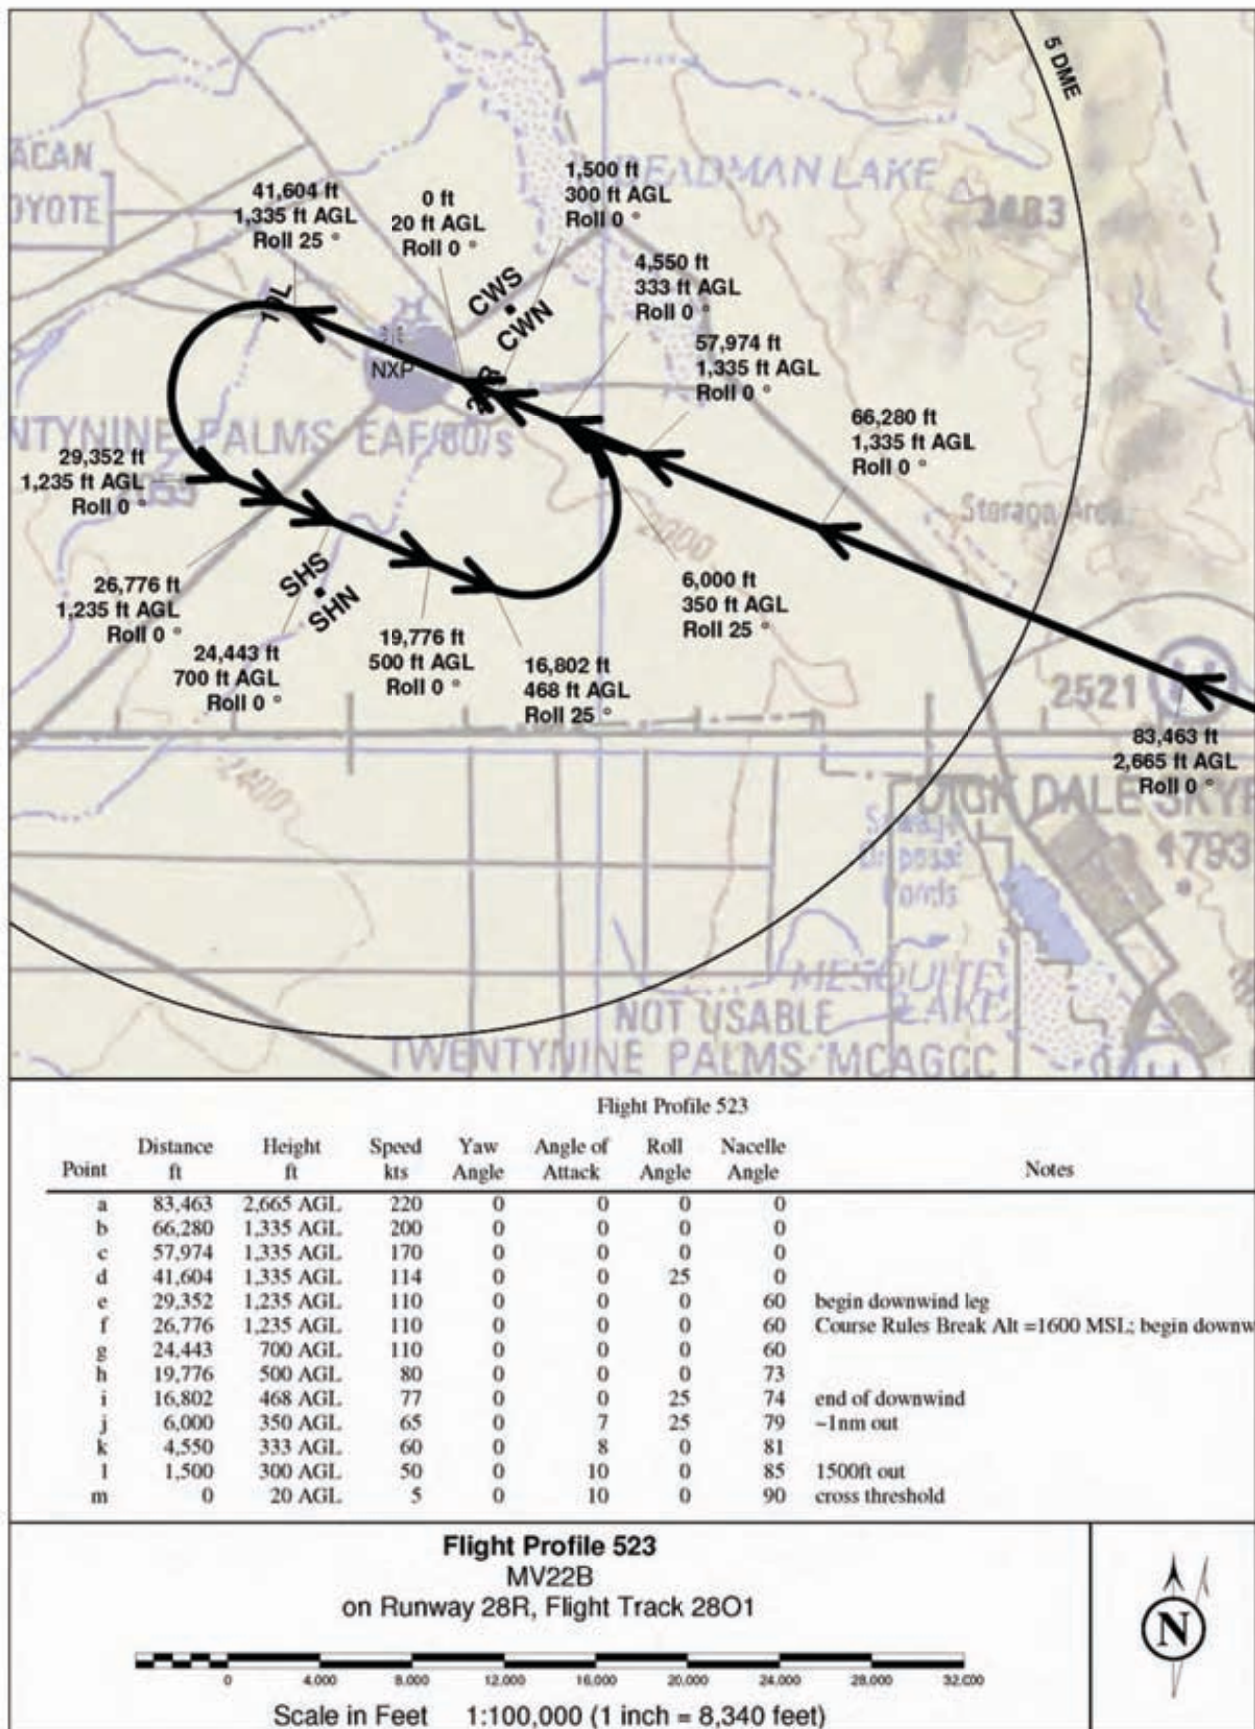 5 DME
ACAN
OYOTE
DEADMAN LAKE
3483
41,604 ft
1,335 ft AGL
Roll 25 °
0 ft
20 ft AGL
Roll 0 °
1,500 ft
300 ft AGL
Roll 0 °
CWS
CWN
4,550 ft
333 ft AGL
Roll 0 °
57,974 ft
1,335 ft AGL
Roll 0 °
66,280 ft
1,335 ft AGL
Roll 0 °
NXP
NTYNINE PALMS EAF/80/s
29,352 ft
1,235 ft AGL
Roll 0 °
Storage Area
2000
26,776 ft
1,235 ft AGL
Roll 0 °
SHS
SHN
24,443 ft
700 ft AGL
Roll 0 °
19,776 ft
500 ft AGL
Roll 0 °
16,802 ft
468 ft AGL
Roll 25 °
6,000 ft
350 ft AGL
Roll 25 °
2521
83,463 ft
2,665 ft AGL
Roll 0 °
2400
DICK DALE SKY
1793
Disposal
Ponds
MESQUITE
LAKE
NOT USABLE
TWENTYNINE PALMS MCAGCC
Flight Profile 523
Point Distance ft Height ft Speed kts Yaw Angle Angle of Attack Roll Angle Nacelle Angle Notes
a 83,463 2,665 AGL 220 0 0 0 0
b 66,280 1,335 AGL 200 0 0 0 0
c 57,974 1,335 AGL 170 0 0 0 0
d 41,604 1,335 AGL 114 0 0 25 0
e 29,352 1,235 AGL 110 0 0 0 60 begin downwind leg
f 26,776 1,235 AGL 110 0 0 0 60 Course Rules Break Alt =1600 MSL; begin downw
g 24,443 700 AGL 110 0 0 0 60
h 19,776 500 AGL 80 0 0 0 73
i 16,802 468 AGL 77 0 0 25 74 end of downwind
j 6,000 350 AGL 65 0 7 25 79 ~1nm out
k 4,550 333 AGL 60 0 8 0 81
l 1,500 300 AGL 50 0 10 0 85 1500ft out
m 0 20 AGL 5 0 10 0 90 cross threshold
Flight Profile 523
MV22B
on Runway 28R, Flight Track 28O1
0 4,000 8,000 12,000 16,000 20,000 24,000 28,000 32,000
Scale in Feet 1:100,000 (1 inch = 8,340 feet)
N